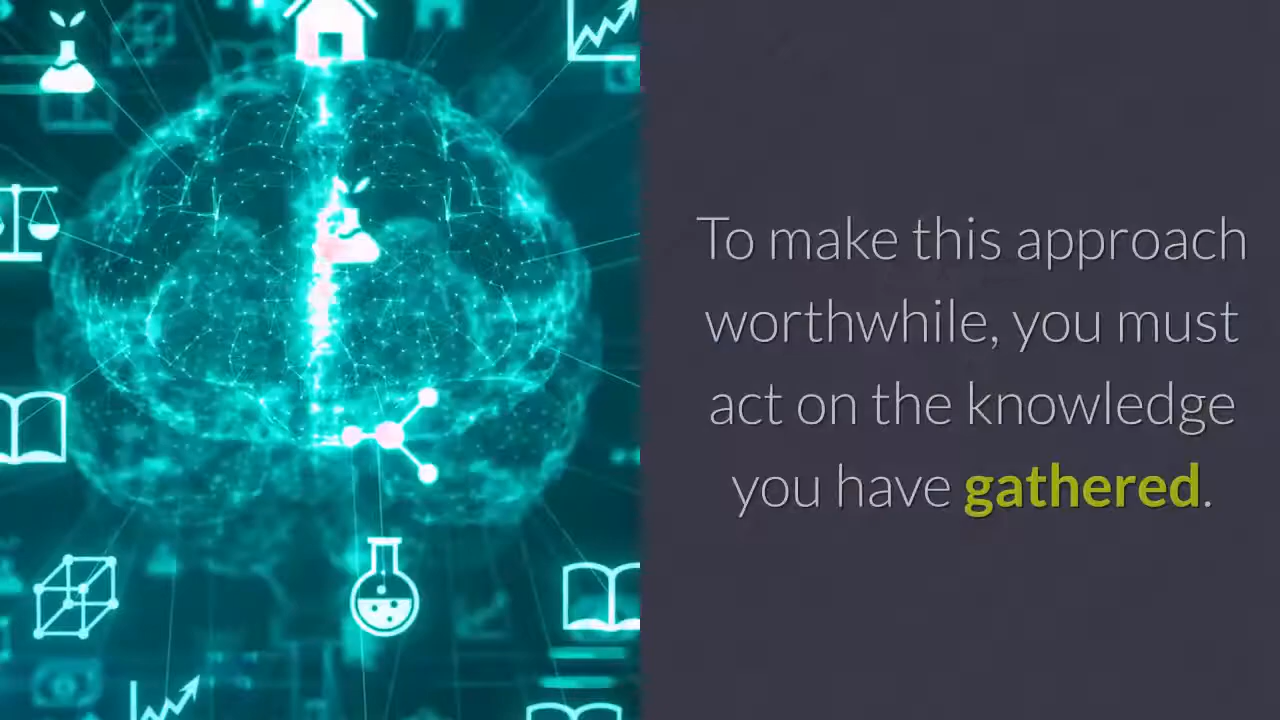 To make this approach
worthwhile, you must
act on the knowledge
you have gathered.